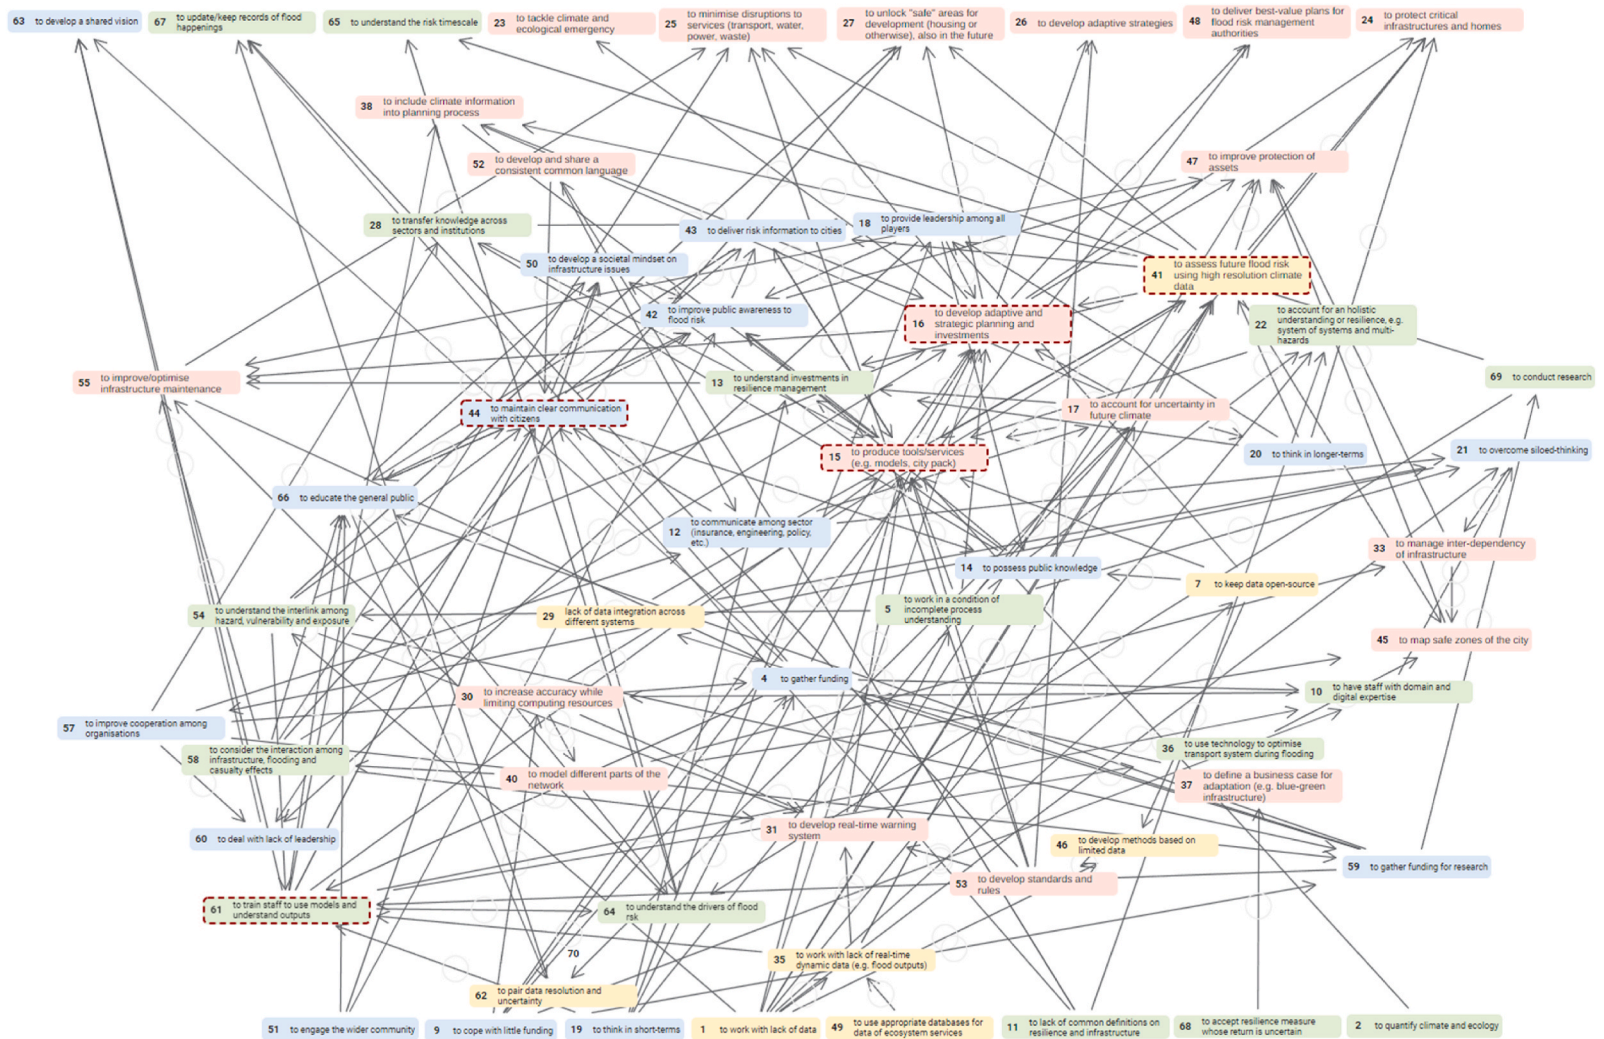 63 to develop a shared vision
67 to update/keep records of flood
happenings
65 to understand the risk timescale
23 to tackle climate and
ecological emergency
25 to minimise disruptions to
services (transport, water,
power, waste)
27 to unlock "safe" areas for
development (housing or
otherwise), also in the future
26 to develop adaptive strategies
48 to deliver best-value plans for
flood risk management
authorities
24 to protect critical
infrastructures and homes
38 to include climate information
into planning process
52 to develop and share a
consistent common language
47 to improve protection of
assets
28 to transfer knowledge across
sectors and institutions
43 to deliver risk information to cities
18 to provide leadership among all
players
50 to develop a societal mindset on
infrastructure issues
41 to assess future flood risk
using high resolution climate
data
42 to improve public awareness to
flood risk
16 to develop adaptive and
strategic planning and
investments
22 to account for an holistic
understanding or resilience, e.g.
system of systems and multi-
hazards
55 to improve/optimise
infrastructure maintenance
13 to understand investments in
resilience management
69 to conduct research
44 to maintain clear communication
with citizens
17 to account for uncertainty in
future climate
15 to produce tools/services
(e.g. models, city pack)
20 to think in longer-terms
21 to overcome siloed-thinking
66 to educate the general public
12 to communicate among sector
(insurance, engineering, policy,
etc.)
33 to manage inter-dependency
of infrastructure
14 to possess public knowledge
7 to keep data open-source
54 to understand the interlink among
hazard, vulnerability and exposure
29 lack of data integration across
different systems
5 to work in a condition of
incomplete process
understanding
45 to map safe zones of the city
4 to gather funding
30 to increase accuracy while
limiting computing resources
10 to have staff with domain and
digital expertise
57 to improve cooperation among
organisations
58 to consider the interaction among
infrastructure, flooding and
casualty effects
36 to use technology to optimise
transport system during flooding
40 to model different parts of the
network
37 to define a business case for
adaptation (e.g. blue-green
infrastructure)
31 to develop real-time warning
system
60 to deal with lack of leadership
46 to develop methods based on
limited data
59 to gather funding for research
53 to develop standards and
rules
61 to train staff to use models and
understand outputs
64 to understand the drivers of flood
rsk
70
35 to work with lack of real-time
dynamic data (e.g. flood outputs)
62 to pair data resolution and
uncertainty
51 to engage the wider community
9 to cope with little funding
19 to think in short-terms
1 to work with lack of data
49 to use appropriate databases for
data of ecosystem services
11 to lack of common definitions on
resilience and infrastructure
68 to accept resilience measure
whose return is uncertain
2 to quantify climate and ecology